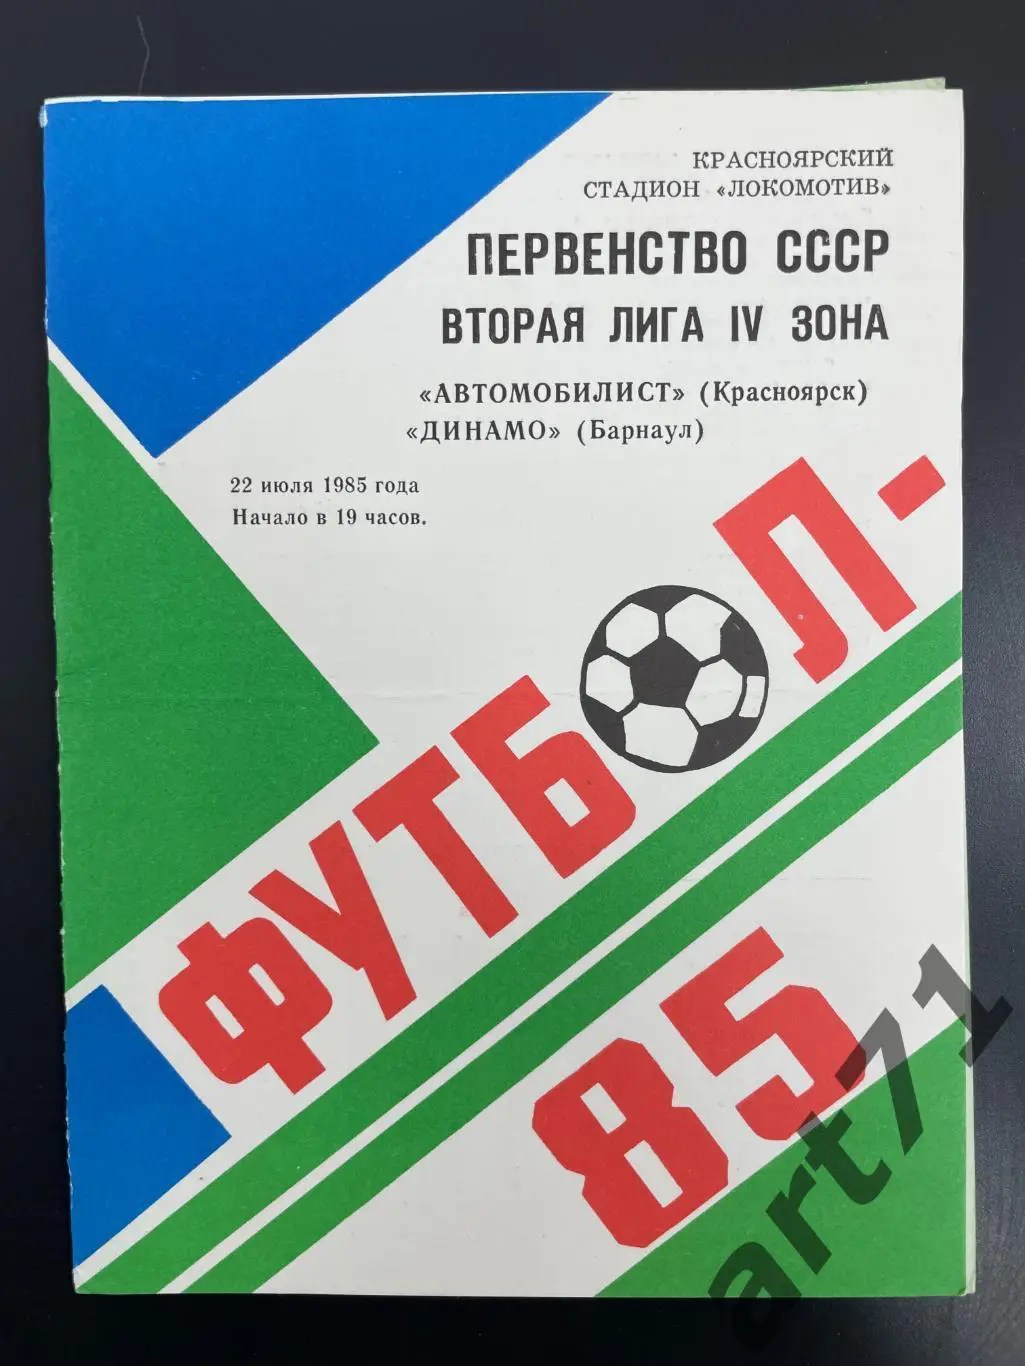 КРАСНОЯРСКИЙ
СТАДИОН «ЛОКОМОТИВ»
ПЕРВЕНСТВО СССР
ВТОРАЯ ЛИГА IV ЗОНА
«АВТОМОБИЛИСТ» (Красноярск)
«ДИНАМО» (Барнаул)
22 июля 1985 года
Начало в 19 часов.
ФУТБОЛ-
85
art71